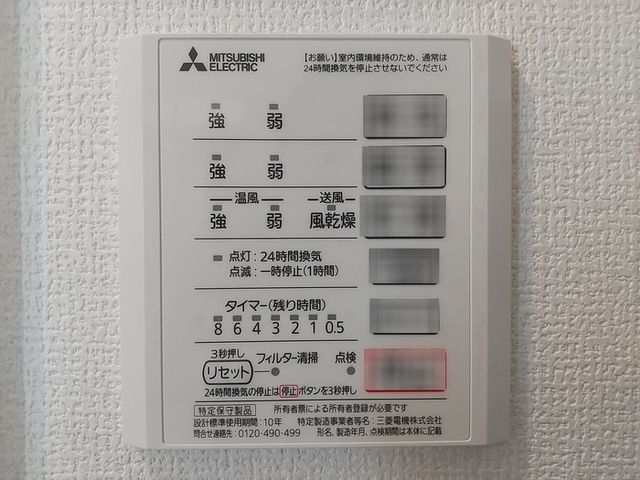 MITSUBISHI
ELECTRIC
【お願い】室内環境維持のため、通常は
24時間換気を停止させないでください
強 弱
強 弱
温風 送風
強 弱 風乾燥
点灯：24時間換気
点滅：一時停止(1時間)
タイマー(残り時間)
8 6 4 3 2 1 0.5
3秒押し
リセット フィルター清掃 点検
24時間換気の停止は停止ボタンを3秒押し
特定保守製品 所有者票による所有者登録が必要です
設計標準使用期間：10年 特定製造事業者等名：三菱電機株式会社
問合せ連絡先：0120-490-499 形名、製造年月、点検期間は本体に記載